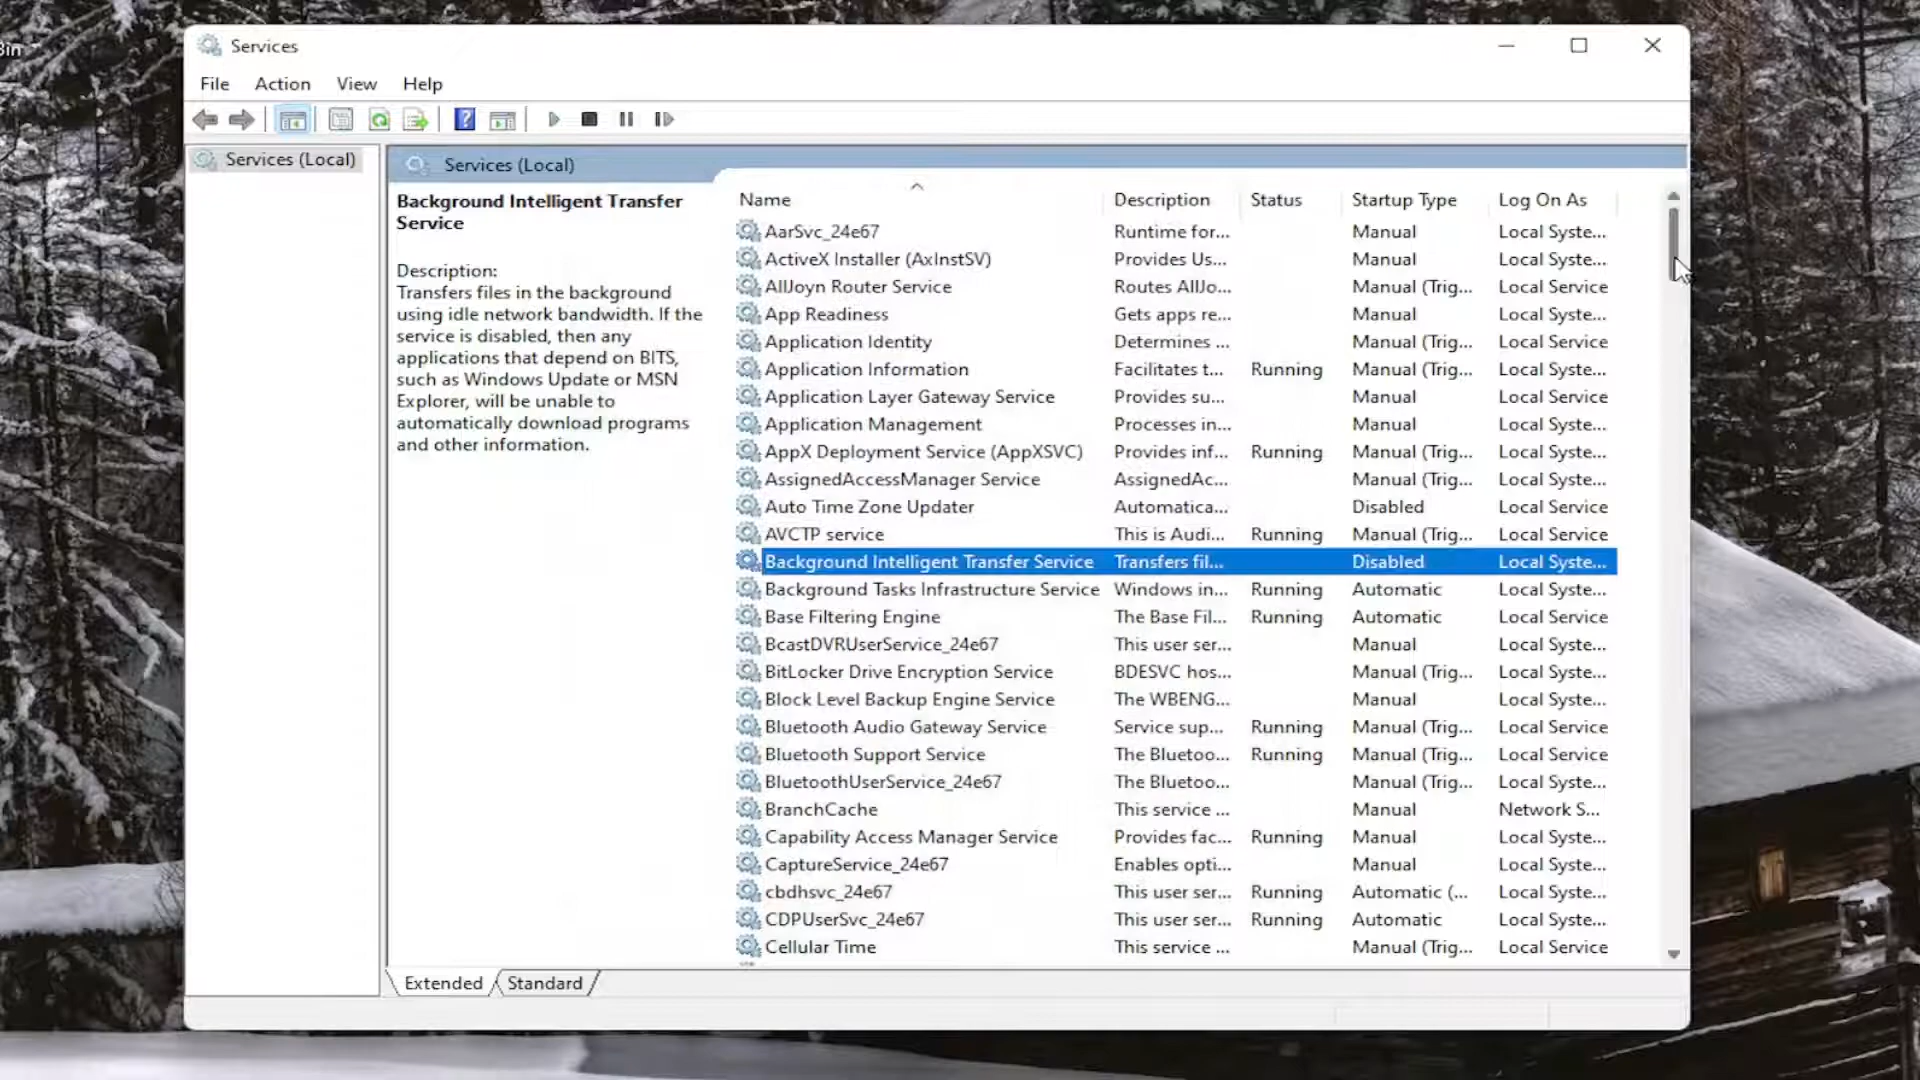 Bin
Services
File Action View Help
Services (Local)
Services (Local)
Background Intelligent Transfer
Service
Description:
Transfers files in the background
using idle network bandwidth. If the
service is disabled, then any
applications that depend on BITS,
such as Windows Update or MSN
Explorer, will be unable to
automatically download programs
and other information.
Name Description Status Startup Type Log On As
AarSvc_24e67 Runtime for... Manual Local Syste...
ActiveX Installer (AxInstSV) Provides Us... Manual Local Syste...
AllJoyn Router Service Routes AllJo... Manual (Trig... Local Service
App Readiness Gets apps re... Manual Local Syste...
Application Identity Determines ... Manual (Trig... Local Service
Application Information Facilitates t... Running Manual (Trig... Local Syste...
Application Layer Gateway Service Provides su... Manual Local Service
Application Management Processes in... Manual Local Syste...
AppX Deployment Service (AppXSVC) Provides inf... Running Manual (Trig... Local Syste...
AssignedAccessManager Service AssignedAc... Manual (Trig... Local Syste...
Auto Time Zone Updater Automatica... Disabled Local Service
AVCTP service This is Audi... Running Manual (Trig... Local Service
Background Intelligent Transfer Service Transfers fil... Disabled Local Syste...
Background Tasks Infrastructure Service Windows in... Running Automatic Local Syste...
Base Filtering Engine The Base Fil... Running Automatic Local Service
BcastDVRUserService_24e67 This user ser... Manual Local Syste...
BitLocker Drive Encryption Service BDESVC hos... Manual (Trig... Local Syste...
Block Level Backup Engine Service The WBENG... Manual Local Syste...
Bluetooth Audio Gateway Service Service sup... Running Manual (Trig... Local Service
Bluetooth Support Service The Bluetoo... Running Manual (Trig... Local Service
BluetoothUserService_24e67 The Bluetoo... Manual (Trig... Local Syste...
BranchCache This service ... Manual Network S...
Capability Access Manager Service Provides fac... Running Manual Local Syste...
CaptureService_24e67 Enables opti... Manual Local Syste...
cbdhsvc_24e67 This user ser... Running Automatic (... Local Syste...
CDPUserSvc_24e67 This user ser... Running Automatic Local Syste...
Cellular Time This service ... Manual (Trig... Local Service
Extended Standard